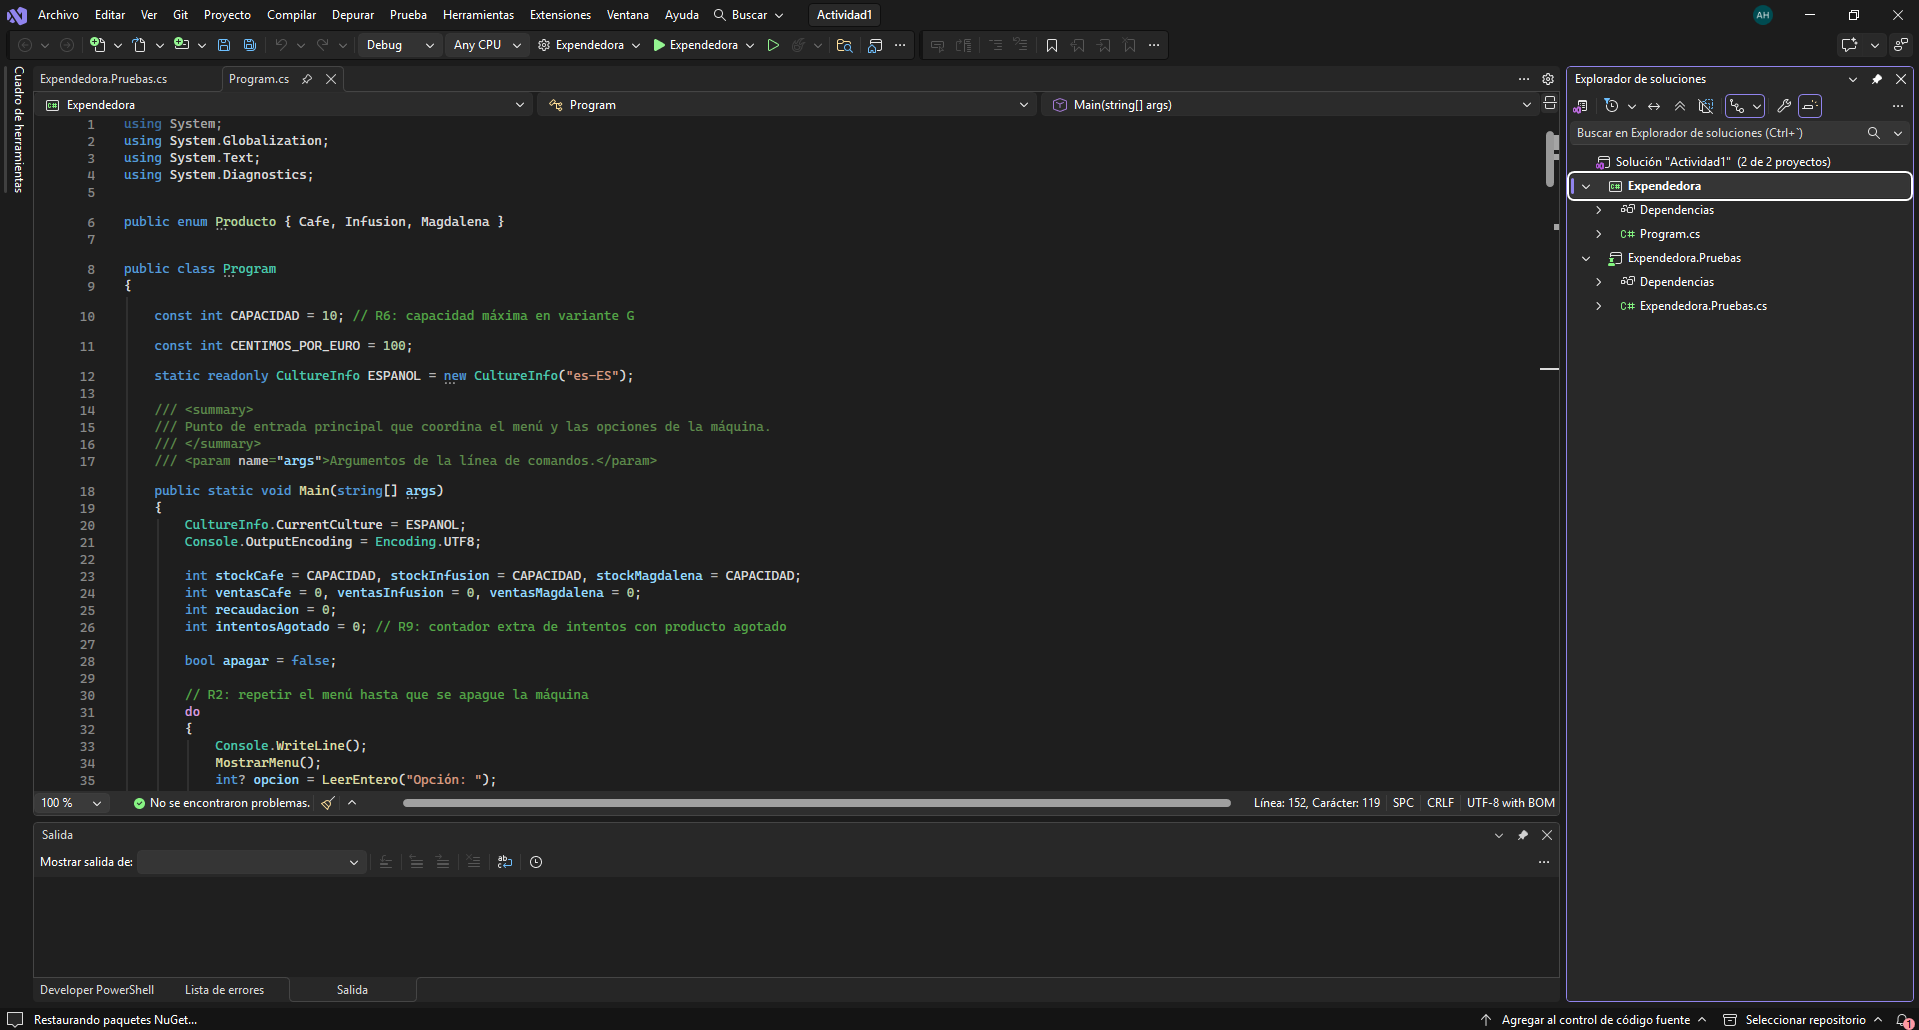 Archivo Editar Ver Git Proyecto Compilar Depurar Prueba Herramientas Extensiones Ventana Ayuda Buscar Actividad1 AH
Debug Any CPU Expendedora Expendedora
Cuadro de herramientas
Expendedora.Pruebas.cs Program.cs
Expendedora Program Main(string[] args)
1 using System;
2 using System.Globalization;
3 using System.Text;
4 using System.Diagnostics;
5
6 public enum Producto { Cafe, Infusion, Magdalena }
7
8 public class Program
9 {
10 const int CAPACIDAD = 10; // R6: capacidad máxima en variante G
11 const int CENTIMOS_POR_EURO = 100;
12 static readonly CultureInfo ESPANOL = new CultureInfo("es-ES");
13
14 /// <summary>
15 /// Punto de entrada principal que coordina el menú y las opciones de la máquina.
16 /// </summary>
17 /// <param name="args">Argumentos de la línea de comandos.</param>
18 public static void Main(string[] args)
19 {
20 CultureInfo.CurrentCulture = ESPANOL;
21 Console.OutputEncoding = Encoding.UTF8;
22
23 int stockCafe = CAPACIDAD, stockInfusion = CAPACIDAD, stockMagdalena = CAPACIDAD;
24 int ventasCafe = 0, ventasInfusion = 0, ventasMagdalena = 0;
25 int recaudacion = 0;
26 int intentosAgotado = 0; // R9: contador extra de intentos con producto agotado
27
28 bool apagar = false;
29
30 // R2: repetir el menú hasta que se apague la máquina
31 do
32 {
33 Console.WriteLine();
34 MostrarMenu();
35 int? opcion = LeerEntero("Opción: ");
100 % No se encontraron problemas. Línea: 152, Carácter: 119 SPC CRLF UTF-8 with BOM
Salida
Mostrar salida de:
Developer PowerShell Lista de errores Salida
Explorador de soluciones
Buscar en Explorador de soluciones (Ctrl+`)
Solución "Actividad1" (2 de 2 proyectos)
Expendedora
Dependencias
C# Program.cs
Expendedora.Pruebas
Dependencias
C# Expendedora.Pruebas.cs
Restaurando paquetes NuGet... Agregar al control de código fuente Seleccionar repositorio 1